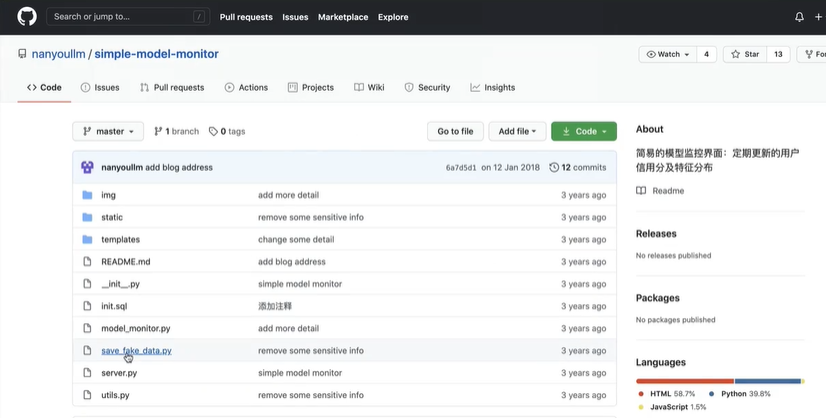 Search or jump to... /
Pull requests Issues Marketplace Explore
nanyoullm / simple-model-monitor
Watch 4 Star 13
Code Issues Pull requests Actions Projects Wiki Security Insights
master 1 branch 0 tags Go to file Add file Code
nanyoullm add blog address 6a7d5d1 on 12 Jan 2018 12 commits
img add more detail 3 years ago
static remove some sensitive info 3 years ago
templates change some detail 3 years ago
README.md add blog address 3 years ago
__init__.py simple model monitor 3 years ago
init.sql 添加注释 3 years ago
model_monitor.py add more detail 3 years ago
save_fake_data.py remove some sensitive info 3 years ago
server.py simple model monitor 3 years ago
utils.py remove some sensitive info 3 years ago
About
简易的模型监控界面：定期更新的用户
信用分及特征分布
Readme
Releases
No releases published
Packages
No packages published
Languages
HTML 58.7% Python 39.8%
JavaScript 1.5%